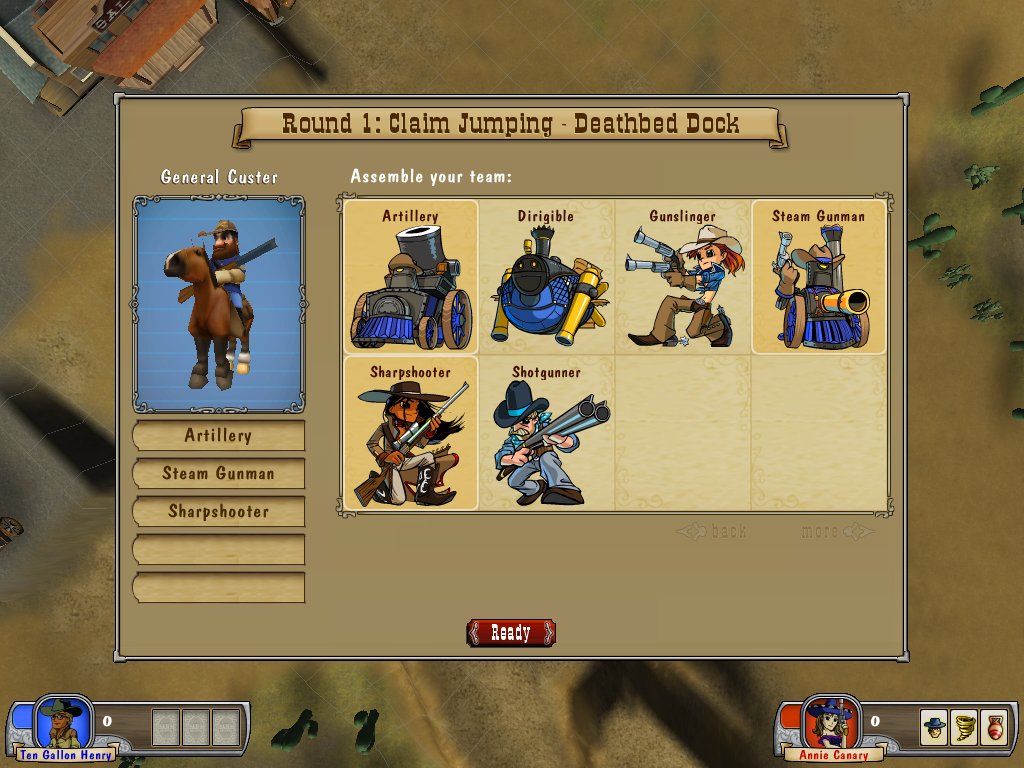 Round 1: Claim Jumping - Deathbed Dock
General Custer
Assemble your team:
Artillery
Dirigible
Gunslinger
Steam Gunman
Sharpshooter
Shotgunner
Artillery
Steam Gunman
Sharpshooter
back
more
Ready
0
Ten Gallon Henry
0
Annie Canary